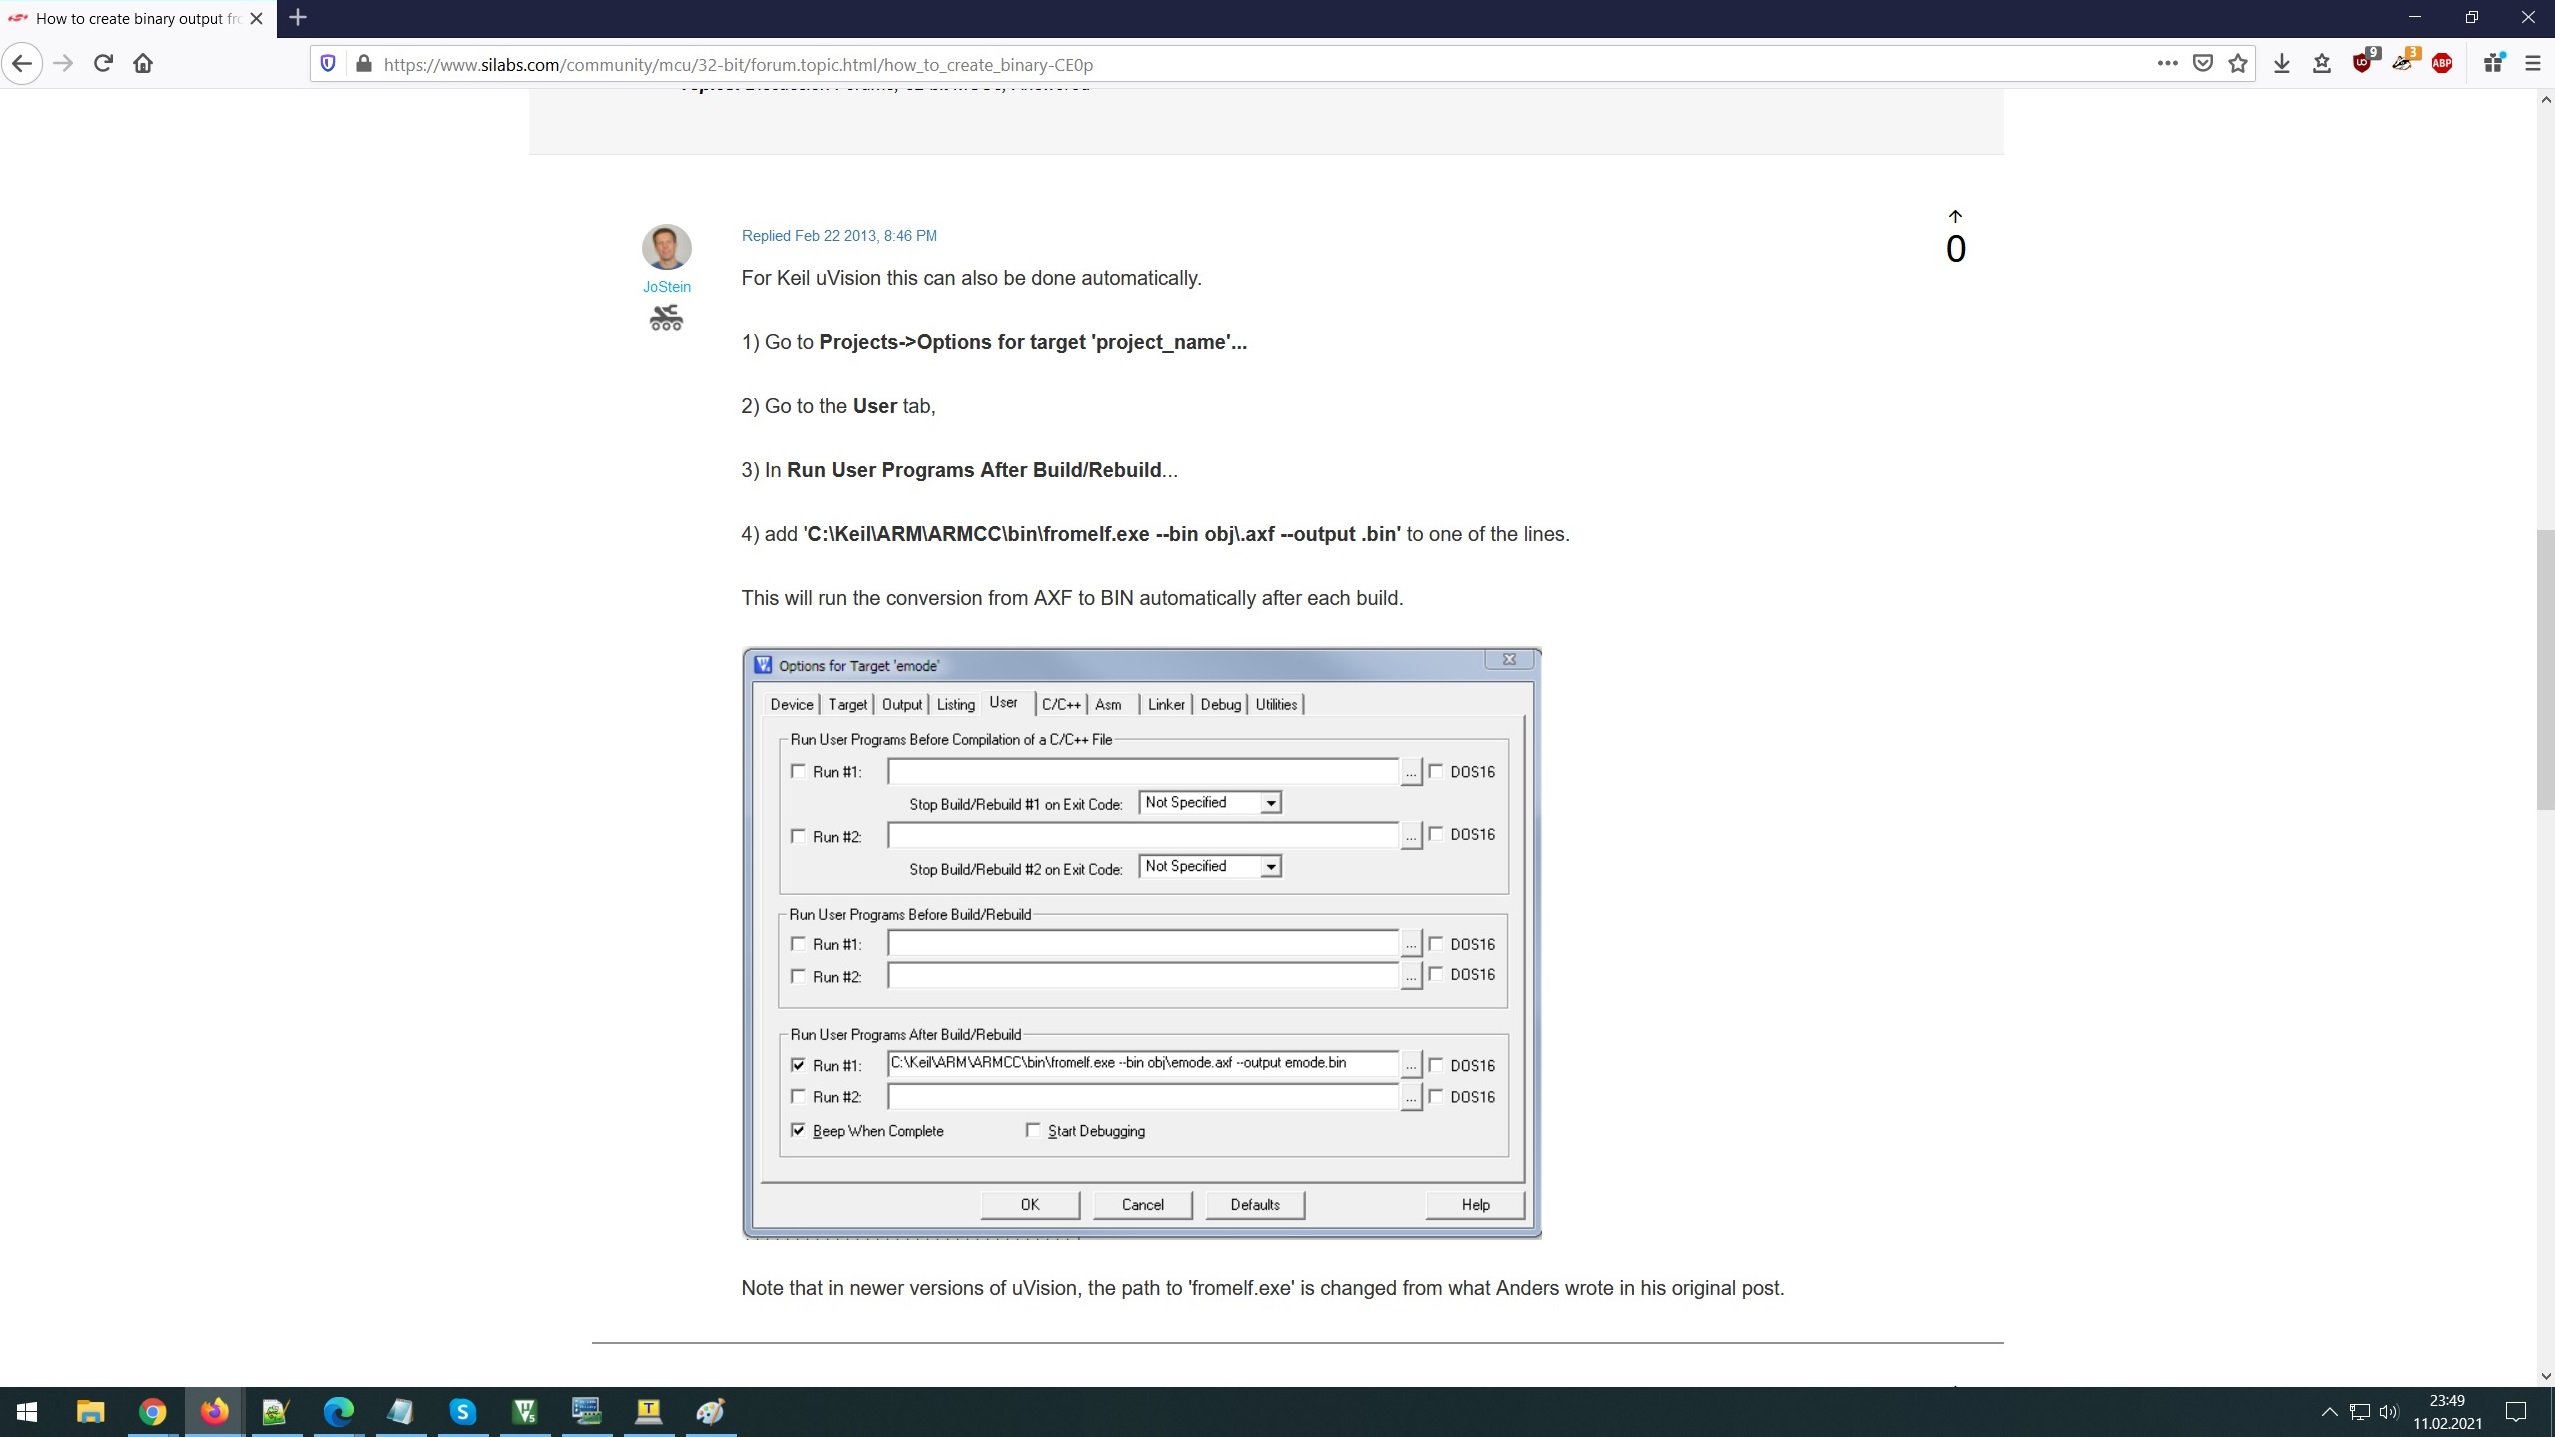 How to create binary output fr
https://www.silabs.com/community/mcu/32-bit/forum.topic.html/how_to_create_binary-CE0p
9
3
ABP
Replied Feb 22 2013, 8:46 PM
0
JoStein
For Keil uVision this can also be done automatically.
1) Go to Projects->Options for target 'project_name'...
2) Go to the User tab,
3) In Run User Programs After Build/Rebuild...
4) add 'C:\Keil\ARM\ARMCC\bin\fromelf.exe --bin obj\.axf --output .bin' to one of the lines.
This will run the conversion from AXF to BIN automatically after each build.
Options for Target 'emode'
Device Target Output Listing User C/C++ Asm Linker Debug Utilities
Run User Programs Before Compilation of a C/C++ File
Run #1: ... DOS16
Stop Build/Rebuild #1 on Exit Code: Not Specified
Run #2: ... DOS16
Stop Build/Rebuild #2 on Exit Code: Not Specified
Run User Programs Before Build/Rebuild
Run #1: ... DOS16
Run #2: ... DOS16
Run User Programs After Build/Rebuild
Run #1: C:\Keil\ARM\ARMCC\bin\fromelf.exe --bin obj\emode.axf --output emode.bin ... DOS16
Run #2: ... DOS16
Beep When Complete Start Debugging
OK Cancel Defaults Help
Note that in newer versions of uVision, the path to 'fromelf.exe' is changed from what Anders wrote in his original post.
23:49
11.02.2021